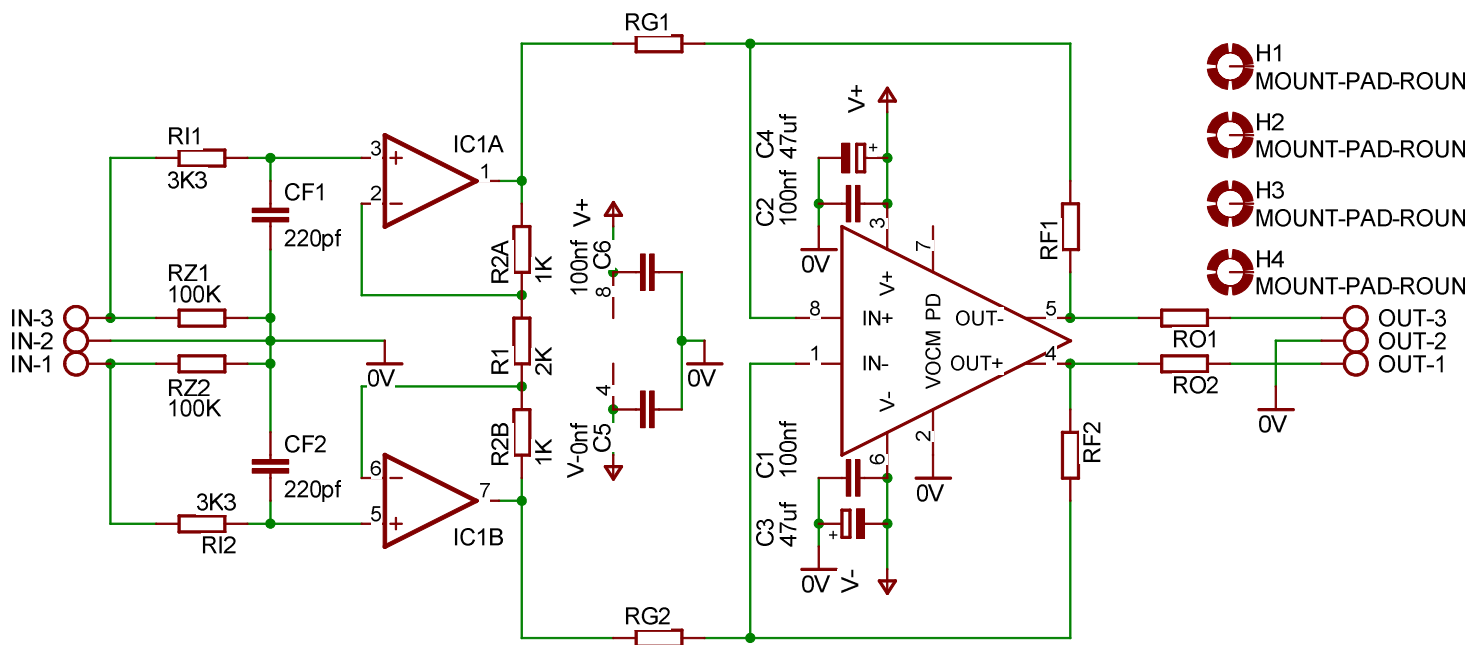 RG1
H1
MOUNT-PAD-ROUN
H2
MOUNT-PAD-ROUN
H3
MOUNT-PAD-ROUN
H4
MOUNT-PAD-ROUN
RI1
3K3
CF1
220pf
3
2
1
IC1A
R2A
1K
V+
C6
100nf
8
V+
C4
47uf
+
C2
100nf
0V
3
7
RF1
IN-3
IN-2
IN-1
RZ1
100K
RZ2
100K
0V
R1
2K
0V
8
IN+
1
IN-
V+
VOCM PD
V-
OUT-
5
OUT+
4
RO1
RO2
OUT-3
OUT-2
OUT-1
0V
4
V-
0nf
C5
R2B
1K
CF2
220pf
3K3
RI2
6
5
7
IC1B
C1
100nf
C3
47uf
+
0V
V-
6
2
0V
RF2
RG2